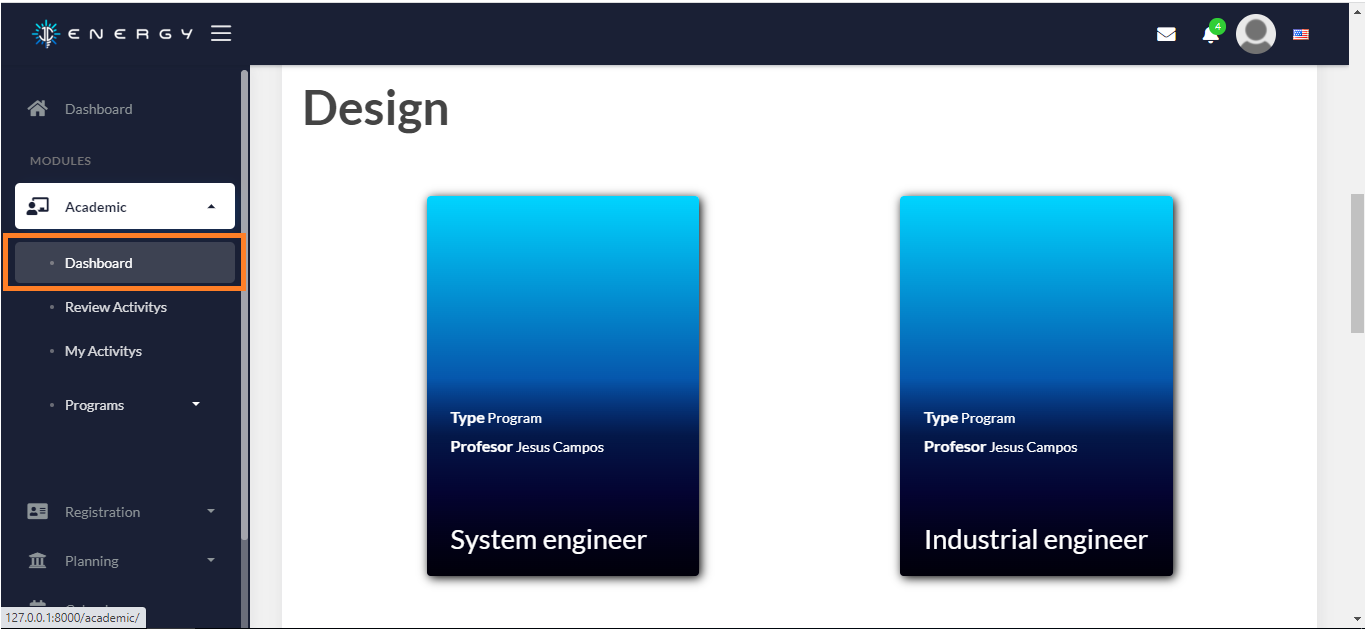 ENERGY
4
Dashboard
MODULES
Academic
Dashboard
Review Activitys
My Activitys
Programs
Registration
Planning
127.0.0.1:8000/academic/
Design
Type Program
Profesor Jesus Campos
System engineer
Type Program
Profesor Jesus Campos
Industrial engineer